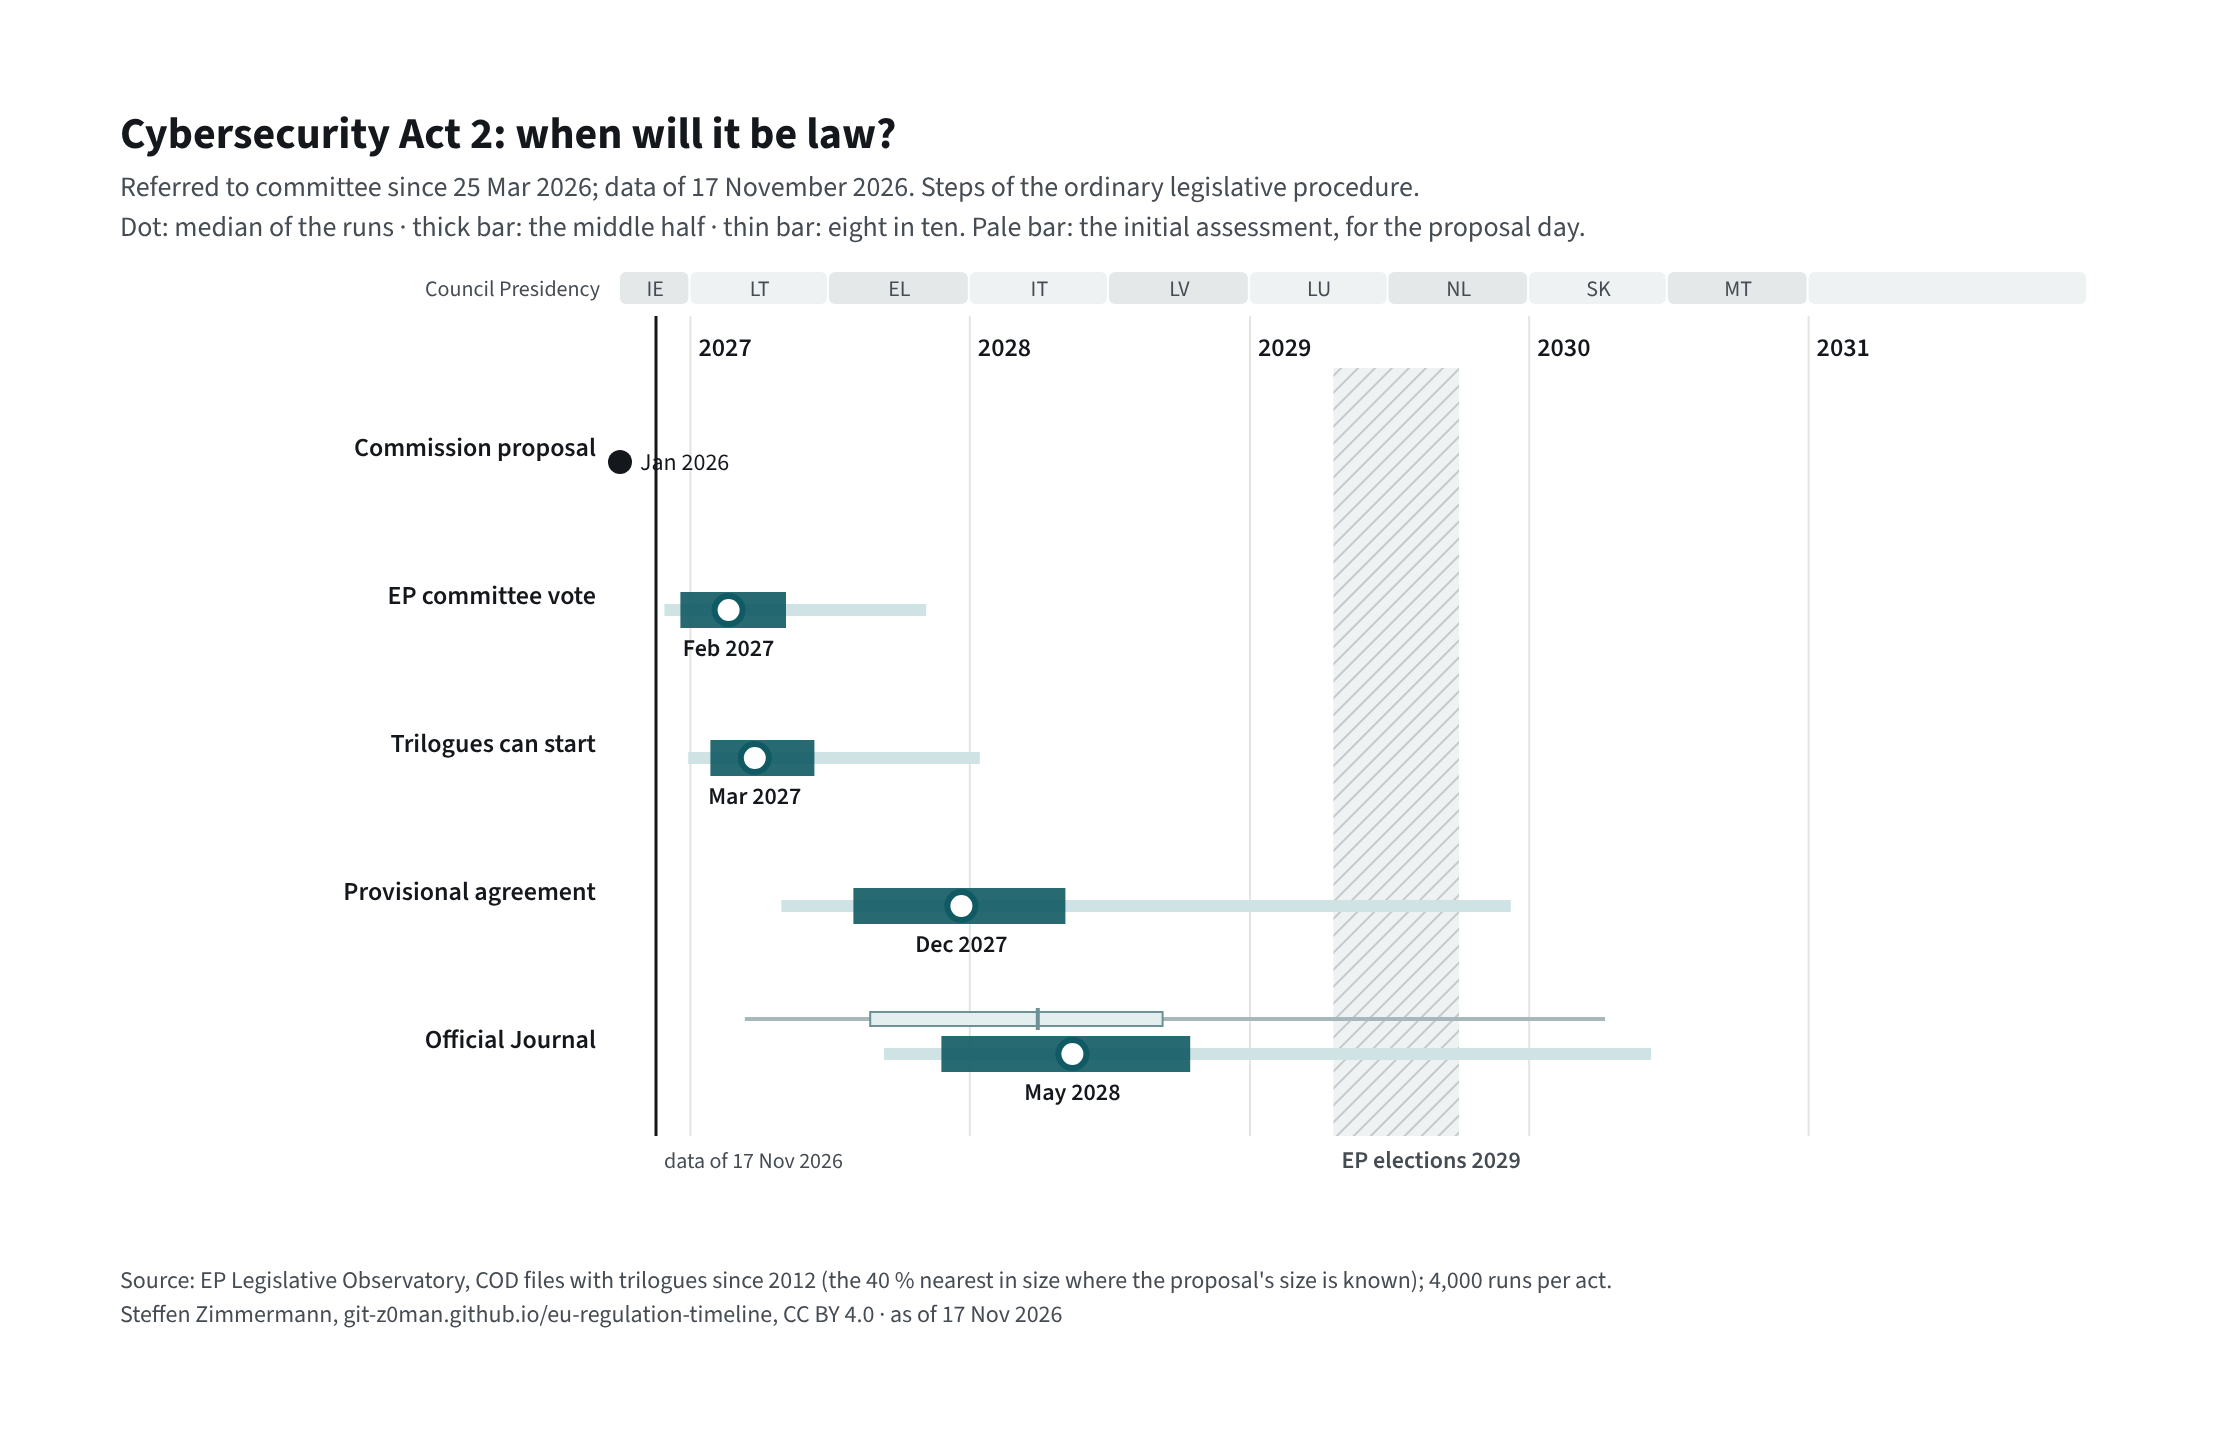 Cybersecurity Act 2: when will it be law?
Referred to committee since 25 Mar 2026; data of 17 November 2026. Steps of the ordinary legislative procedure.
Dot: median of the runs · thick bar: the middle half · thin bar: eight in ten. Pale bar: the initial assessment, for the proposal day.
Council Presidency IE LT EL IT LV LU NL SK MT
2027 2028 2029 2030 2031
Commission proposal
Jan 2026
EP committee vote
Feb 2027
Trilogues can start
Mar 2027
Provisional agreement
Dec 2027
Official Journal
May 2028
data of 17 Nov 2026 EP elections 2029
Source: EP Legislative Observatory, COD files with trilogues since 2012 (the 40 % nearest in size where the proposal's size is known); 4,000 runs per act.
Steffen Zimmermann, git-z0man.github.io/eu-regulation-timeline, CC BY 4.0 · as of 17 Nov 2026